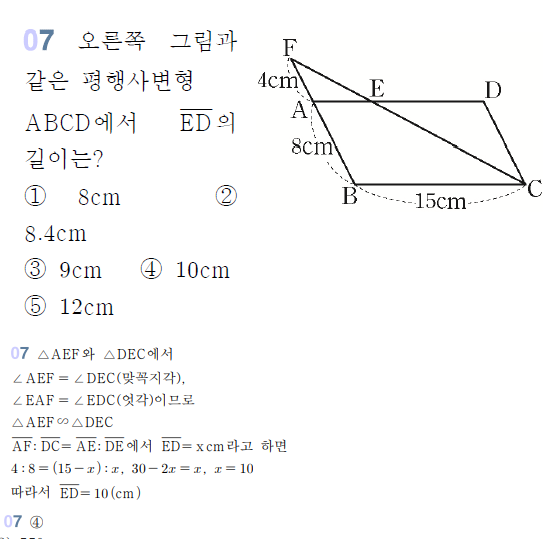 07 오른쪽 그림과
같은 평행사변형
ABCD에서 ED의
길이는?
① 8cm ②
8.4cm
③ 9cm ④ 10cm
⑤ 12cm
F
4cm
E
D
A
8cm
B
15cm
C
07 △AEF와 △DEC에서
∠AEF=∠DEC(맞꼭지각),
∠EAF=∠EDC(엇각)이므로
△AEF∽△DEC
AF:DC=AE:DE에서 ED=xcm라고 하면
4:8=(15-x):x, 30-2x=x, x=10
따라서 ED=10(cm)
07 ④